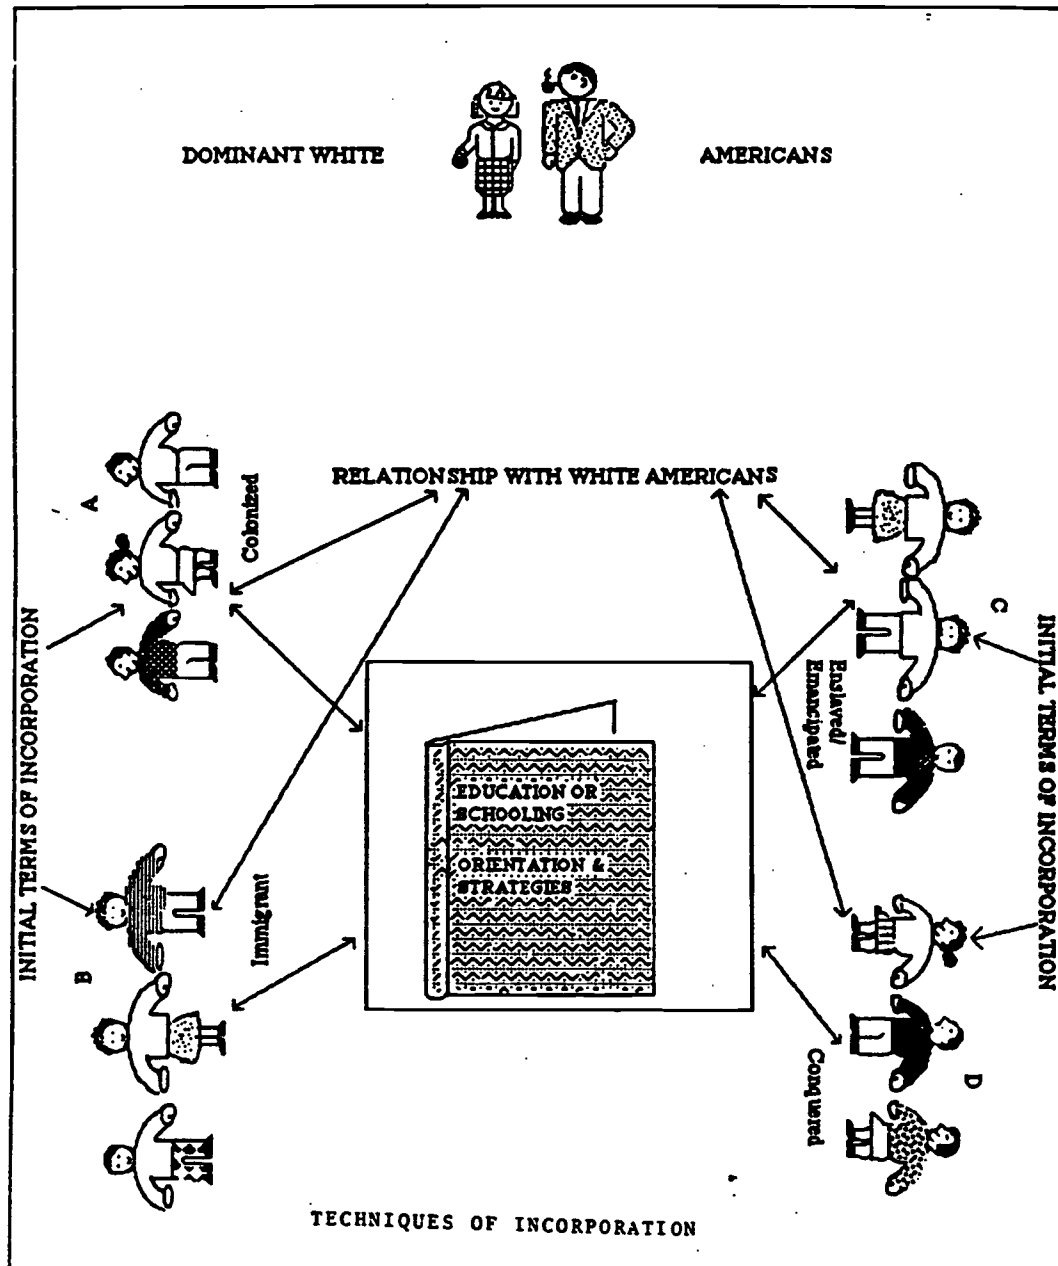 DOMINANT WHITE
AMERICANS
RELATIONSHIP WITH WHITE AMERICANS
INITIAL TERMS OF INCORPORATION
A
Colonized
B
Immigrant
EDUCATION OR
SCHOOLING
ORIENTATION &
STRATEGIES
C
Enslaved/
Emancipated
D
Conquered
INITIAL TERMS OF INCORPORATION
TECHNIQUES OF INCORPORATION